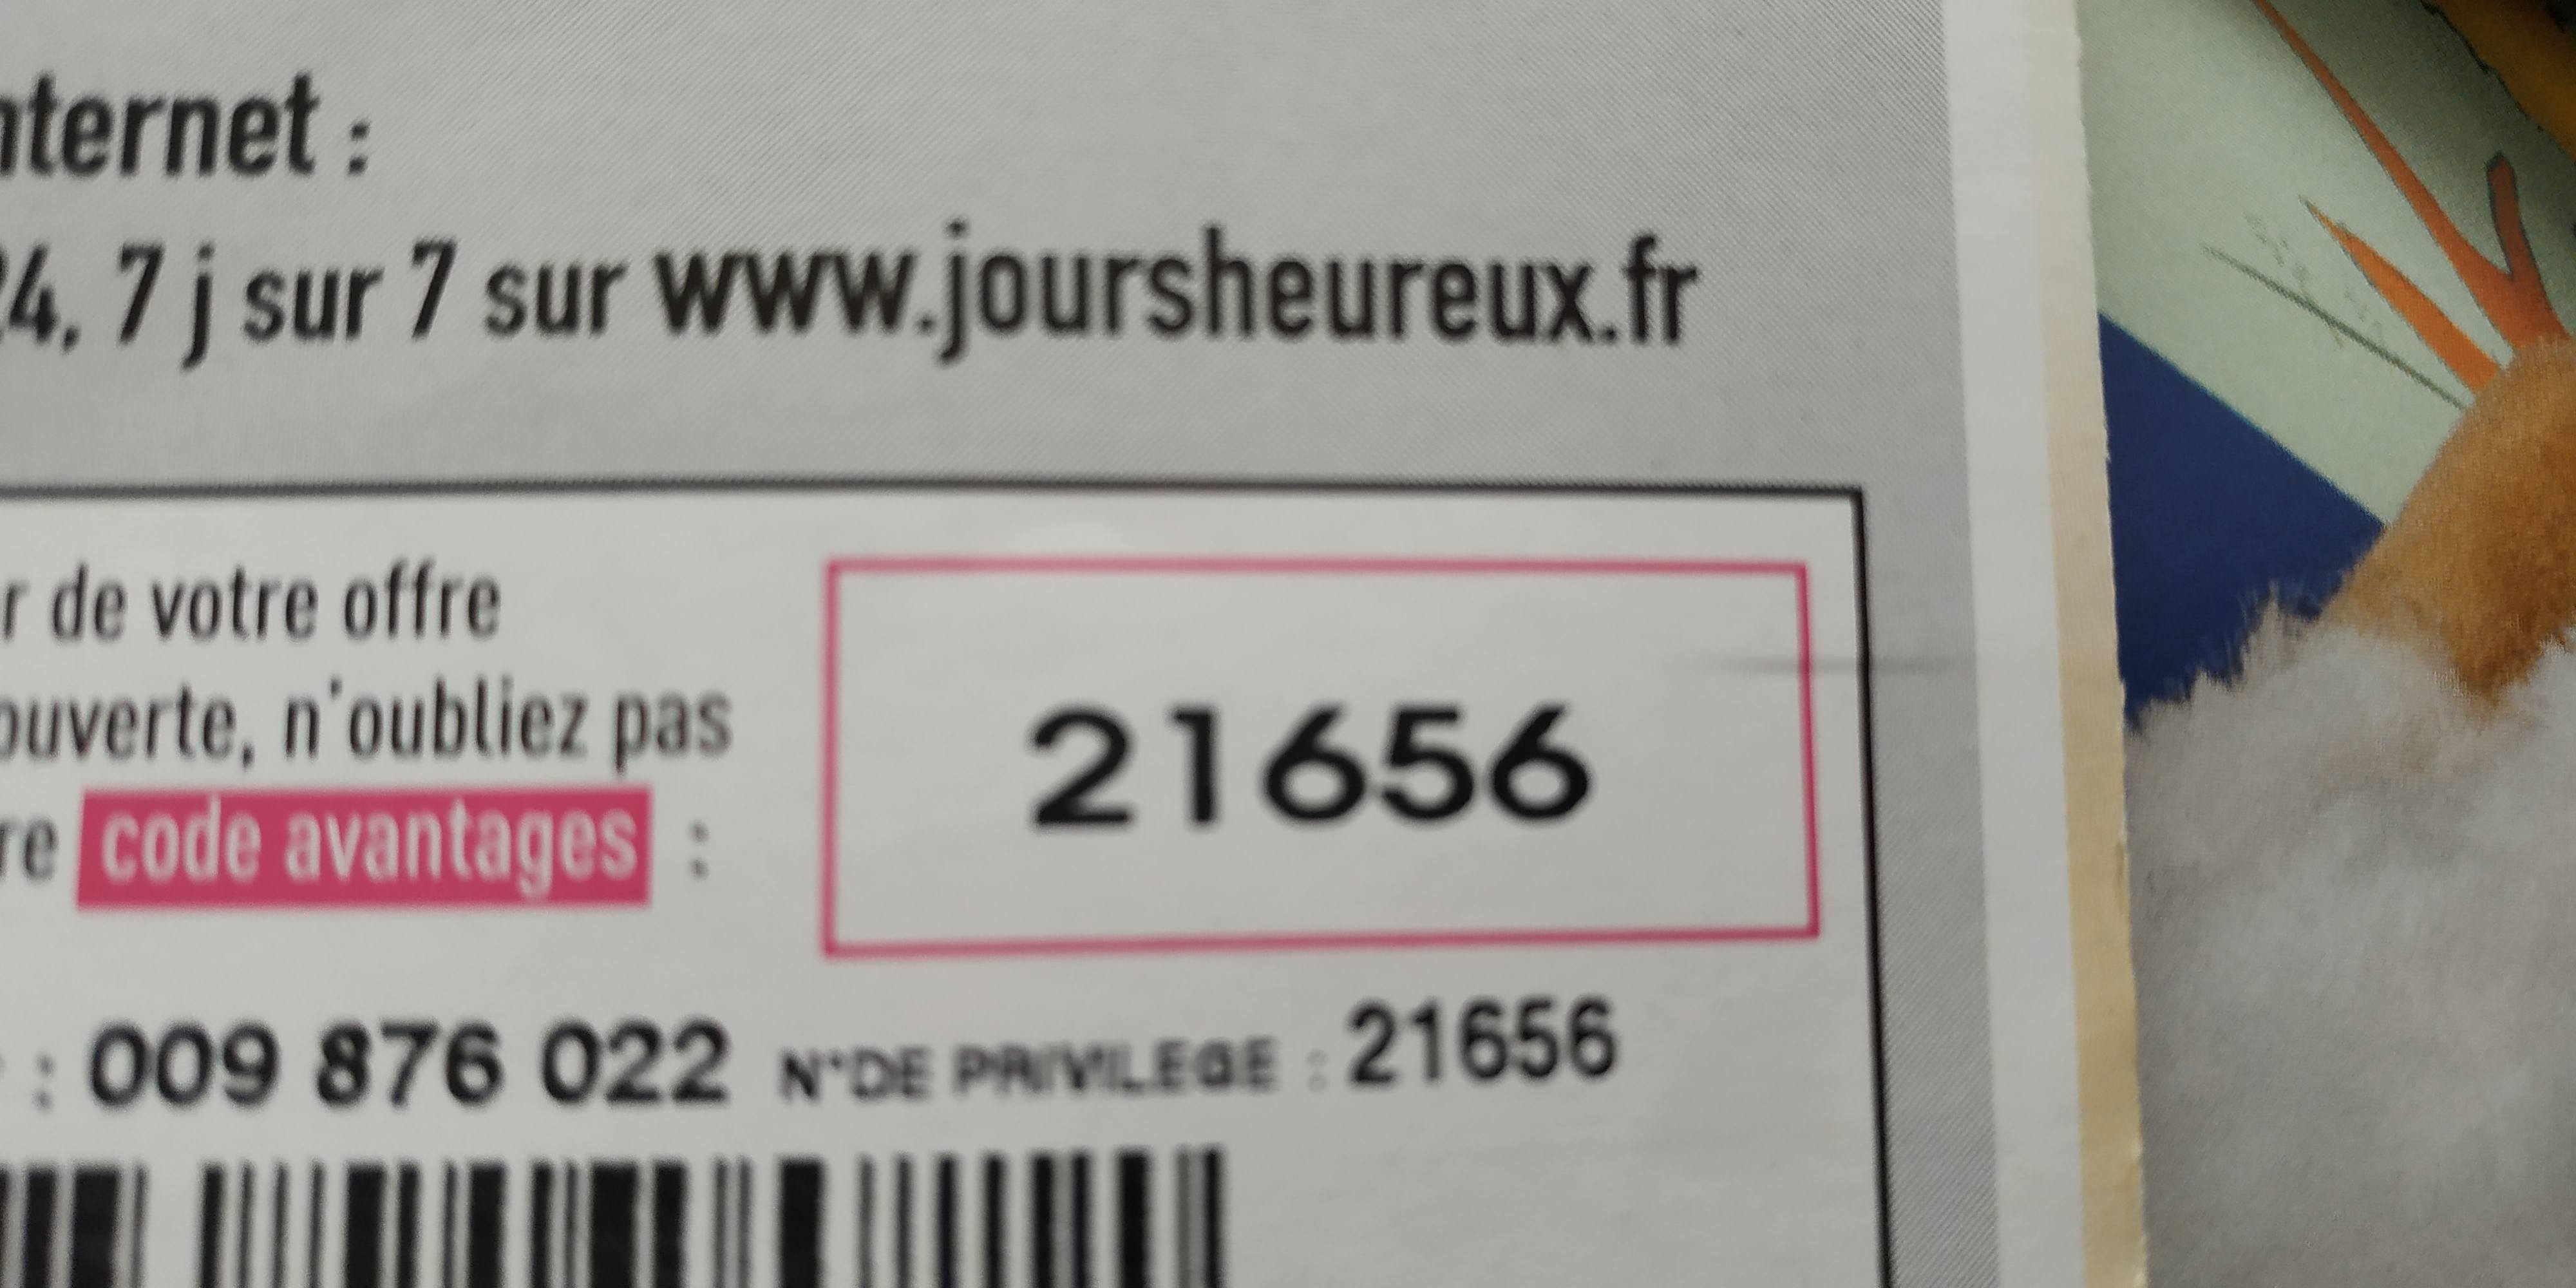 nternet :
24, 7 j sur 7 sur www.joursheureux.fr
r de votre offre
ouverte, n'oubliez pas
re code avantages :
21656
: 009 876 022 N°DE PRIVILEGE : 21656